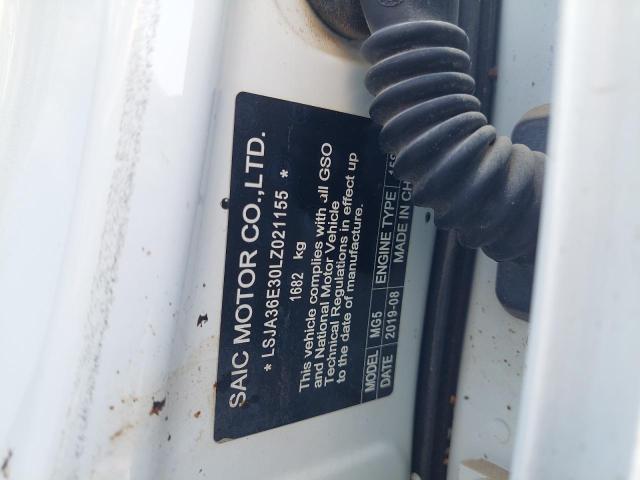 SAIC MOTOR CO.,LTD.
* LSJA36E30LZ021155 *
1682 kg
This vehicle complies with all GSO
and National Motor Vehicle
Technical Regulations in effect up
to the date of manufacture.
MODEL MG5 ENGINE TYPE
DATE 2019-08 MADE IN